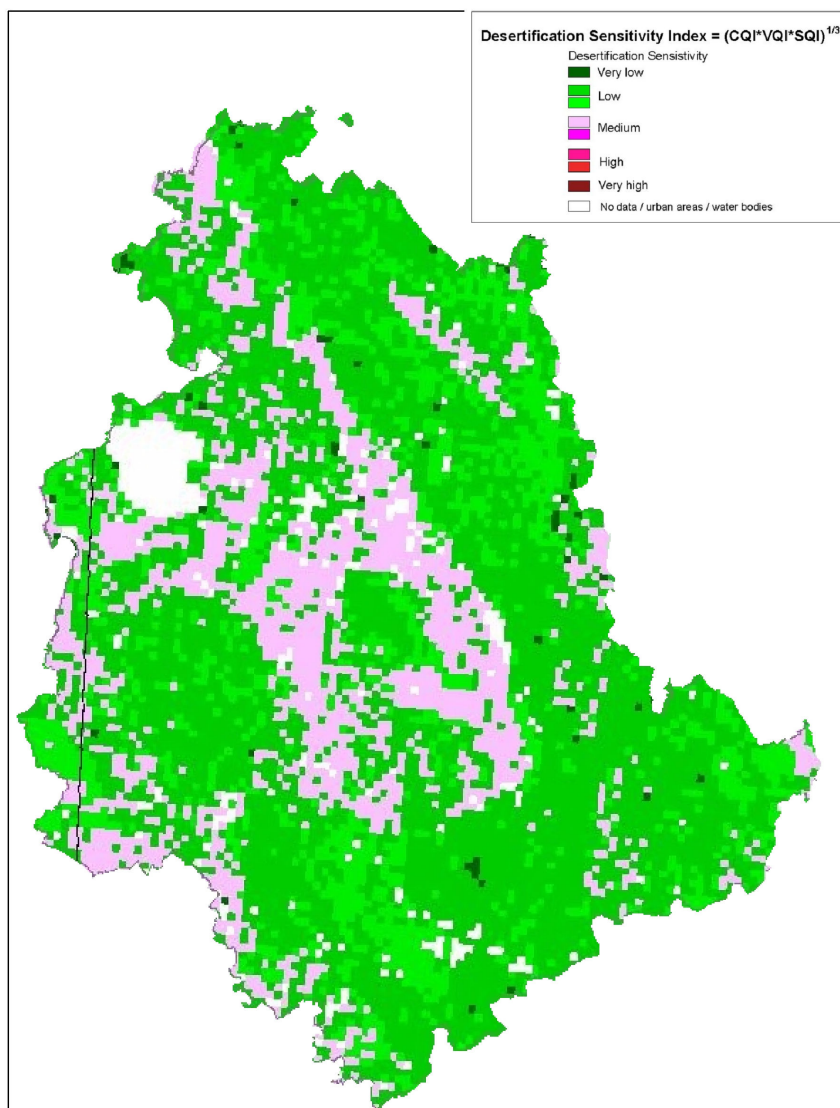 Desertification Sensitivity Index = (CQI*VQI*SQI)^1/3
Desertification Sensistivity
Very low
Low
Medium
High
Very high
No data / urban areas / water bodies